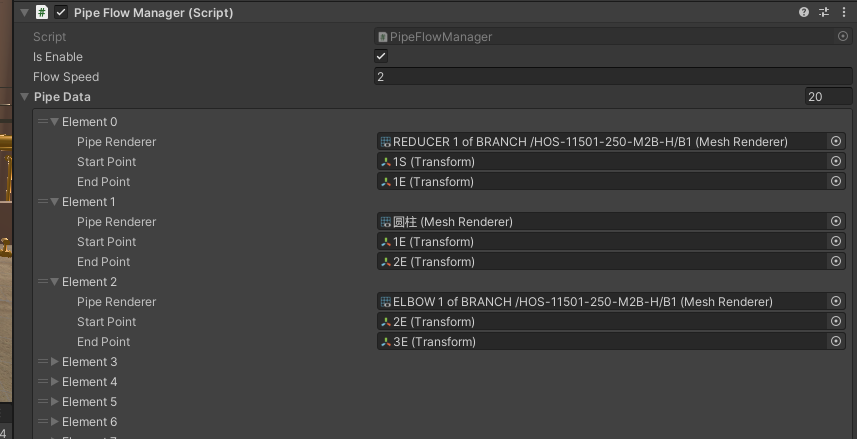 Pipe Flow Manager (Script)
Script PipeFlowManager
Is Enable
Flow Speed 2
Pipe Data 20
Element 0
Pipe Renderer REDUCER 1 of BRANCH /HOS-11501-250-M2B-H/B1 (Mesh Renderer)
Start Point 1S (Transform)
End Point 1E (Transform)
Element 1
Pipe Renderer 圆柱 (Mesh Renderer)
Start Point 1E (Transform)
End Point 2E (Transform)
Element 2
Pipe Renderer ELBOW 1 of BRANCH /HOS-11501-250-M2B-H/B1 (Mesh Renderer)
Start Point 2E (Transform)
End Point 3E (Transform)
Element 3
Element 4
Element 5
Element 6
4